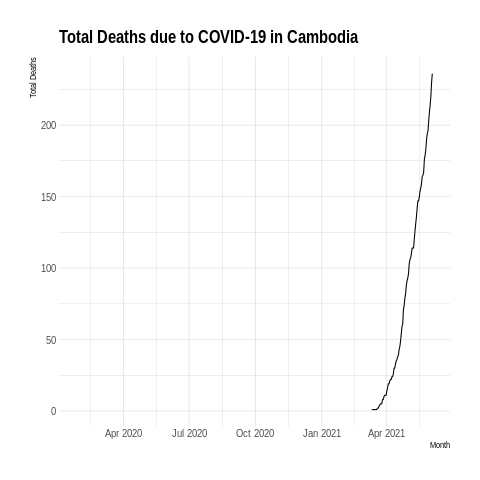 Total Deaths due to COVID-19 in Cambodia
Total Deaths
200
150
100
50
0
Apr 2020 Jul 2020 Oct 2020 Jan 2021 Apr 2021
Month